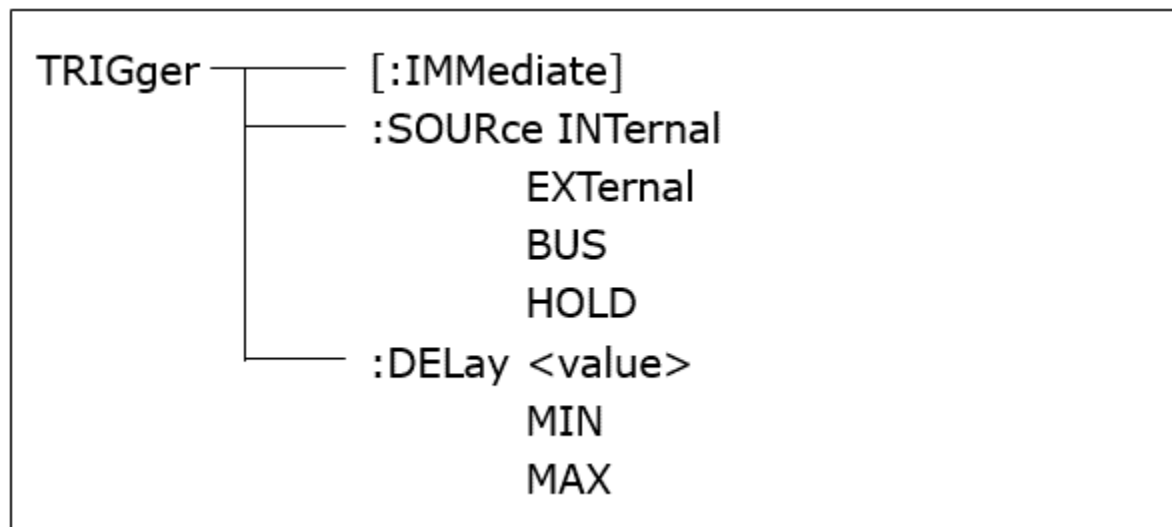 TRIGger [:IMMediate]
:SOURce INTernal
EXTernal
BUS
HOLD
:DELay <value>
MIN
MAX